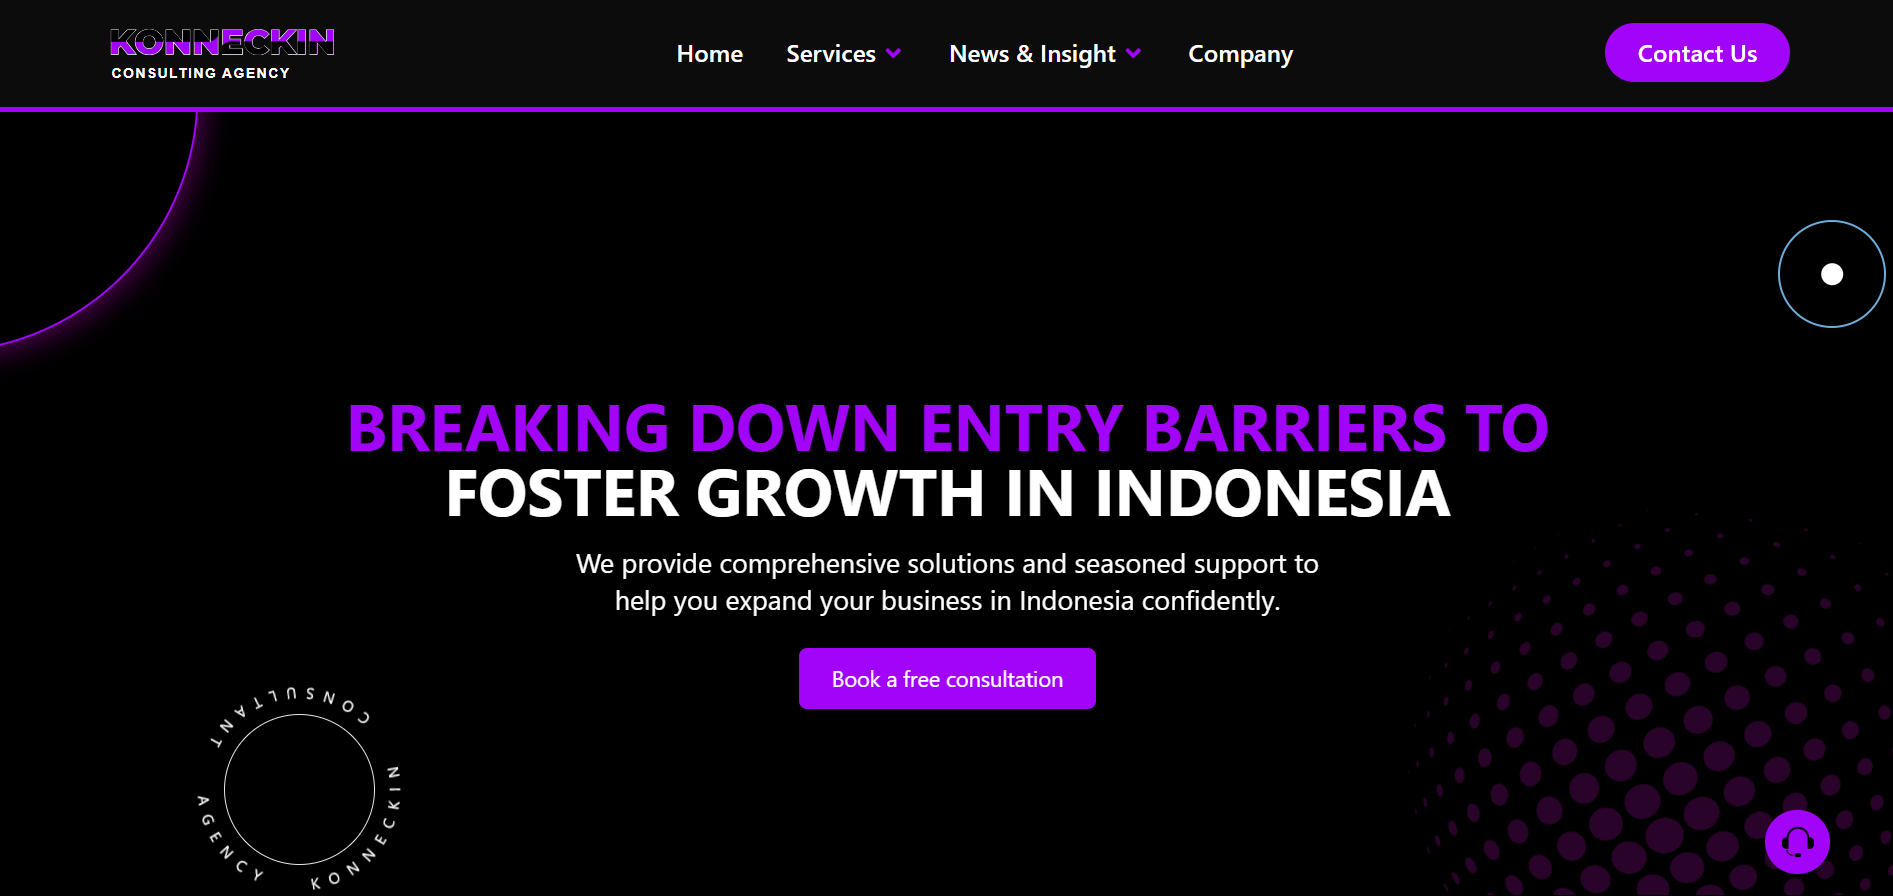 KONNECKIN
CONSULTING AGENCY
Home
Services
News & Insight
Company
Contact Us
BREAKING DOWN ENTRY BARRIERS TO
FOSTER GROWTH IN INDONESIA
We provide comprehensive solutions and seasoned support to
help you expand your business in Indonesia confidently.
Book a free consultation
KONNECKIN CONSULTANT AGENCY